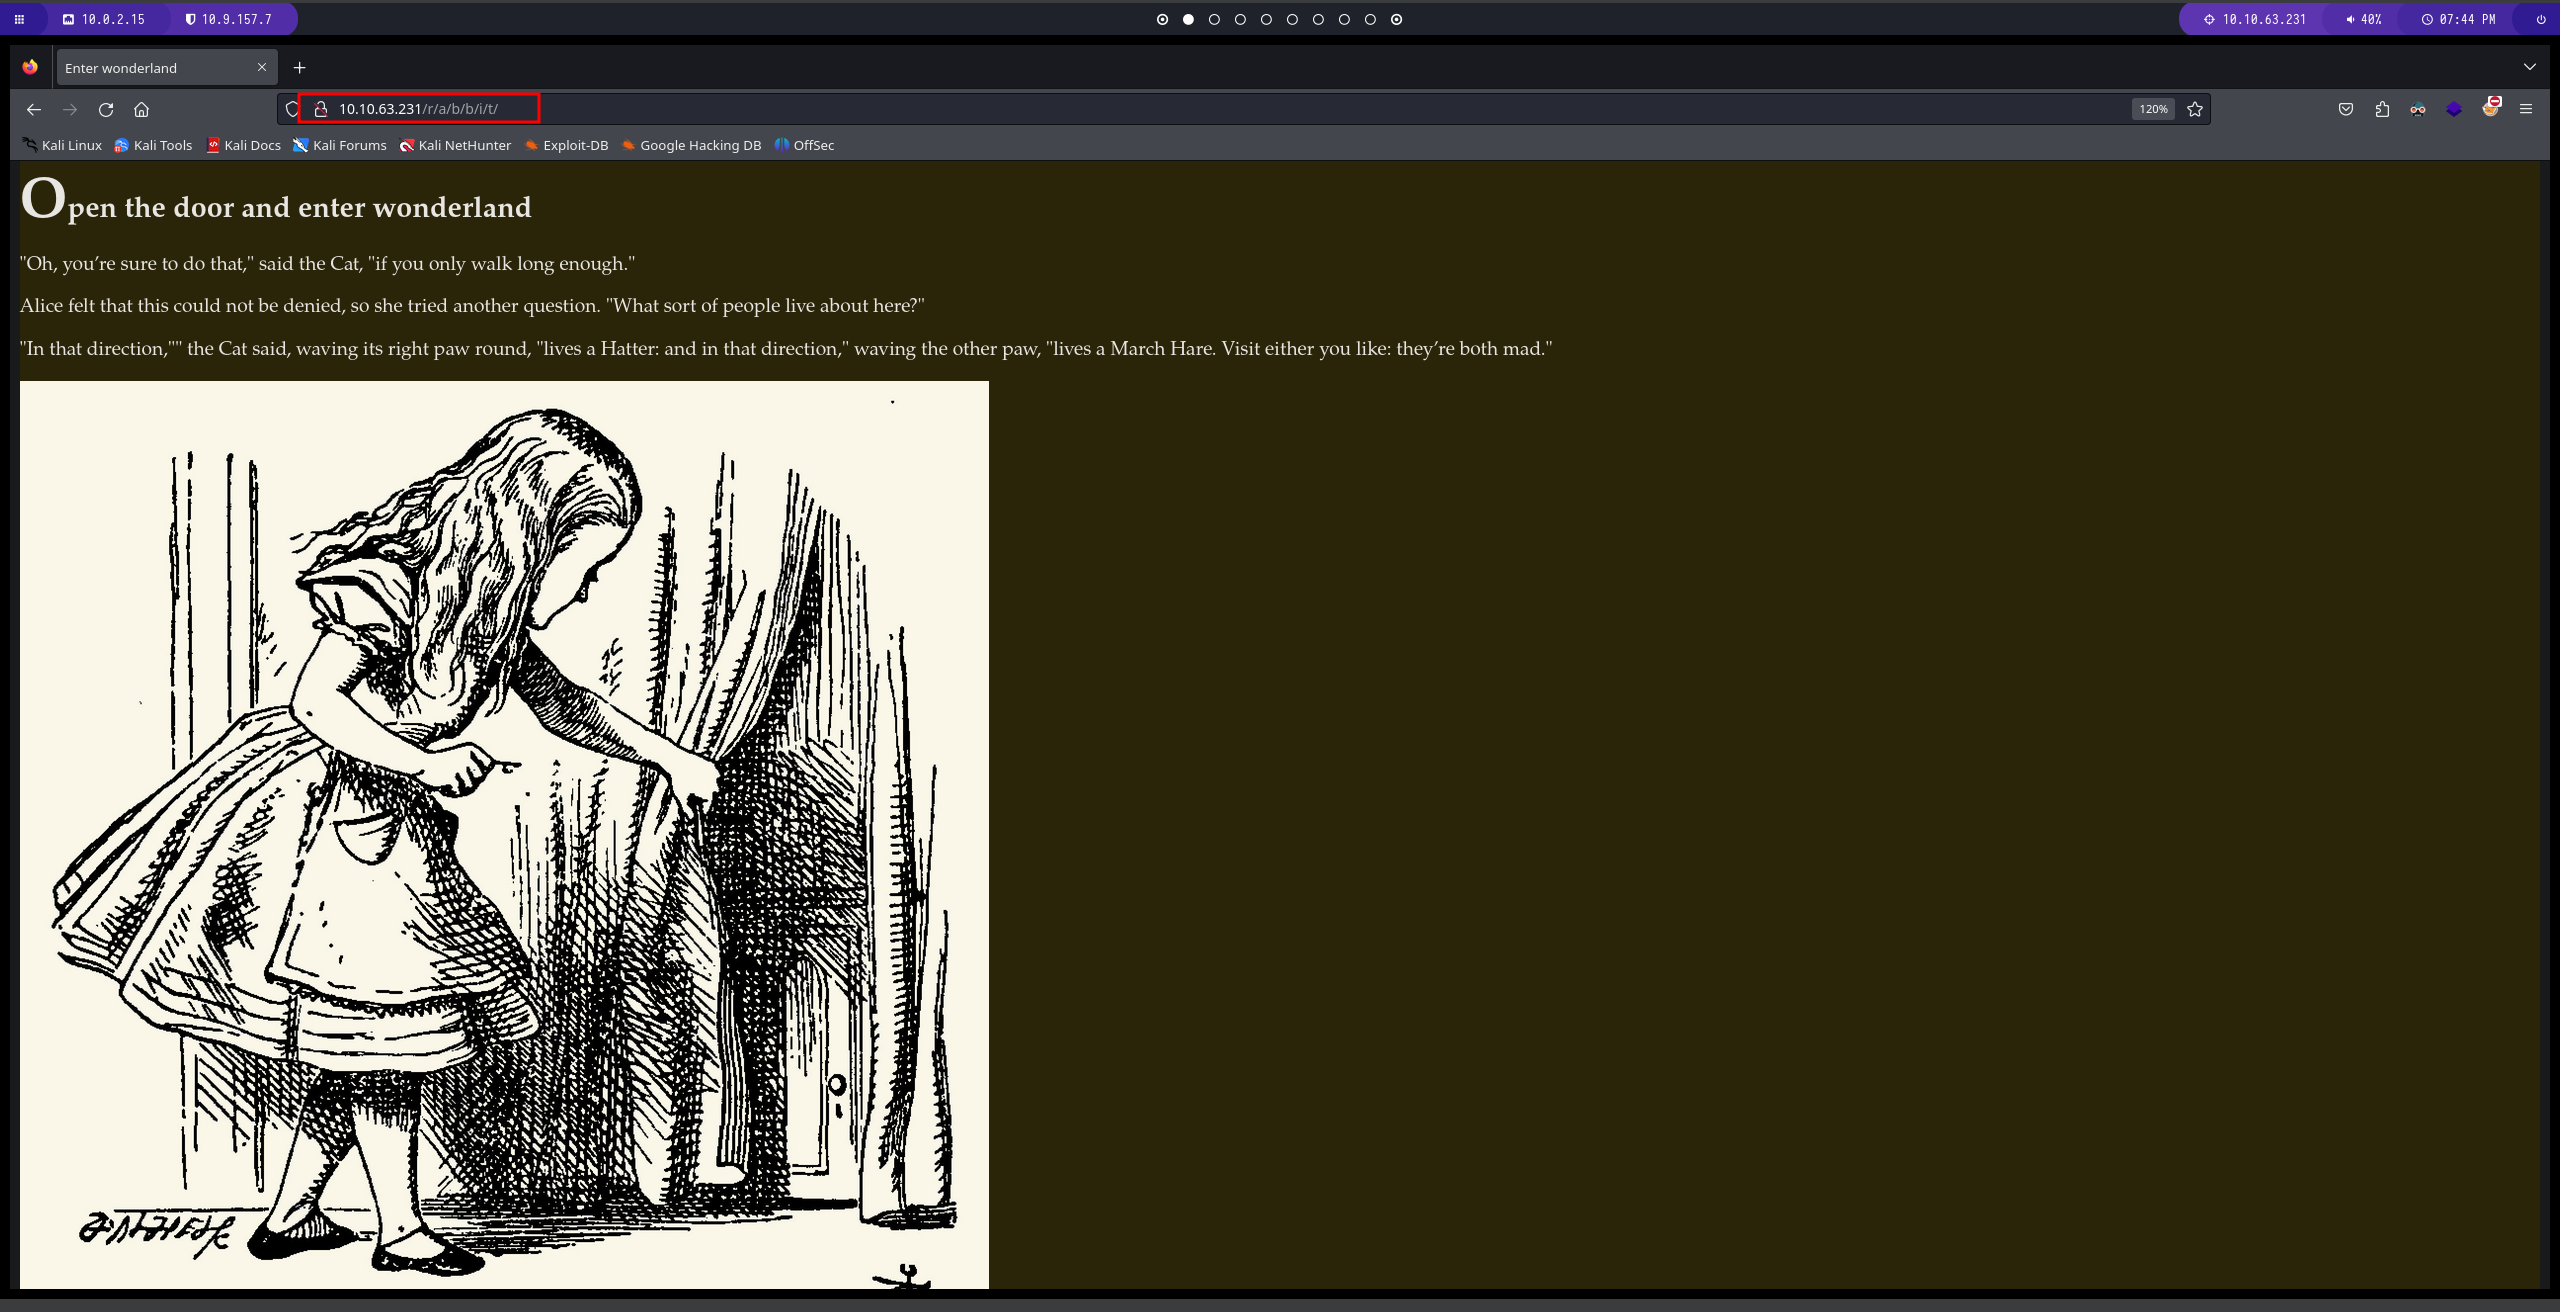 10.0.2.15 10.9.157.7 10.10.63.231 40% 07:44 PM
Enter wonderland
10.10.63.231/r/a/b/b/i/t/ 120%
Kali Linux Kali Tools Kali Docs Kali Forums Kali NetHunter Exploit-DB Google Hacking DB OffSec
Open the door and enter wonderland
"Oh, you’re sure to do that," said the Cat, "if you only walk long enough."
Alice felt that this could not be denied, so she tried another question. "What sort of people live about here?"
"In that direction,"" the Cat said, waving its right paw round, "lives a Hatter: and in that direction," waving the other paw, "lives a March Hare. Visit either you like: they’re both mad."